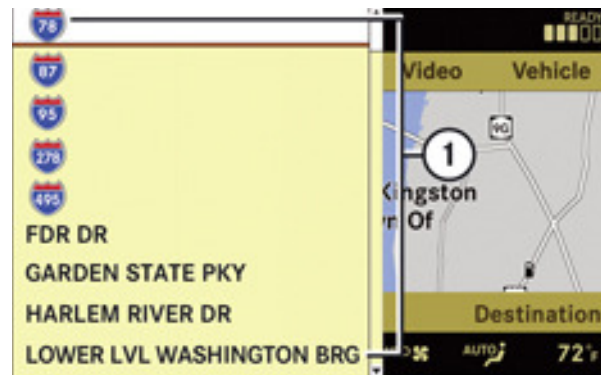 78
87
95
278
495
FDR DR
GARDEN STATE PKY
HARLEM RIVER DR
LOWER LVL WASHINGTON BRG
READY
Video Vehicle
9G
1
Kingston
Of
Destination
AUTO 72°F